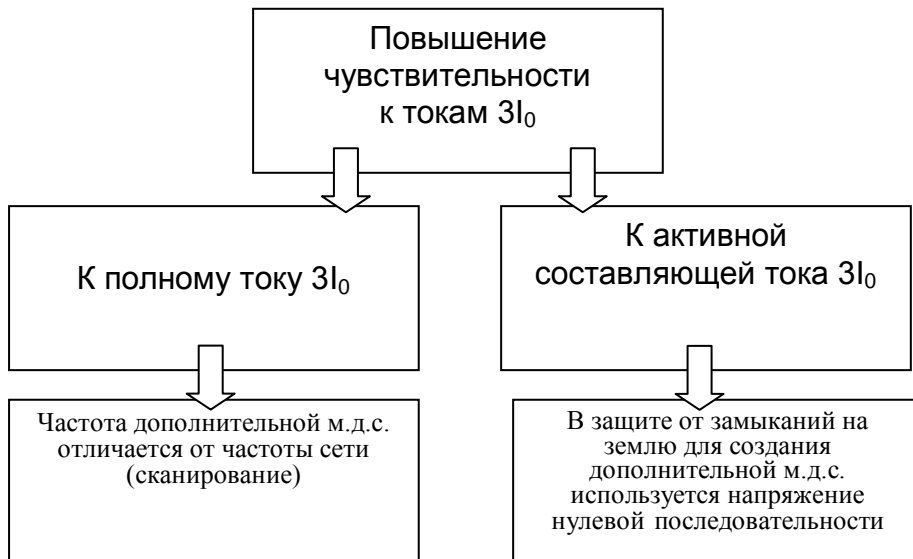 Повышение
чувствительности
к токам 3I₀
К полному току 3I₀
К активной
составляющей тока 3I₀
Частота дополнительной м.д.с.
отличается от частоты сети
(сканирование)
В защите от замыканий на
землю для создания
дополнительной м.д.с.
используется напряжение
нулевой последовательности